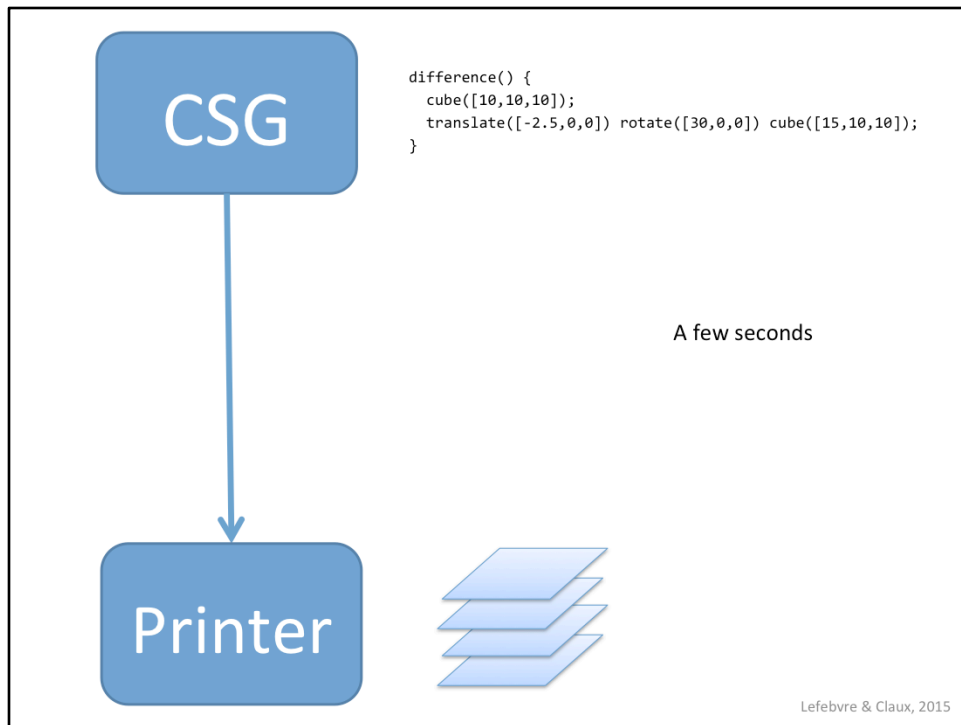 CSG
difference() {
  cube([10,10,10]);
  translate([-2.5,0,0]) rotate([30,0,0]) cube([15,10,10]);
}
A few seconds
Printer
Lefebvre & Claux, 2015